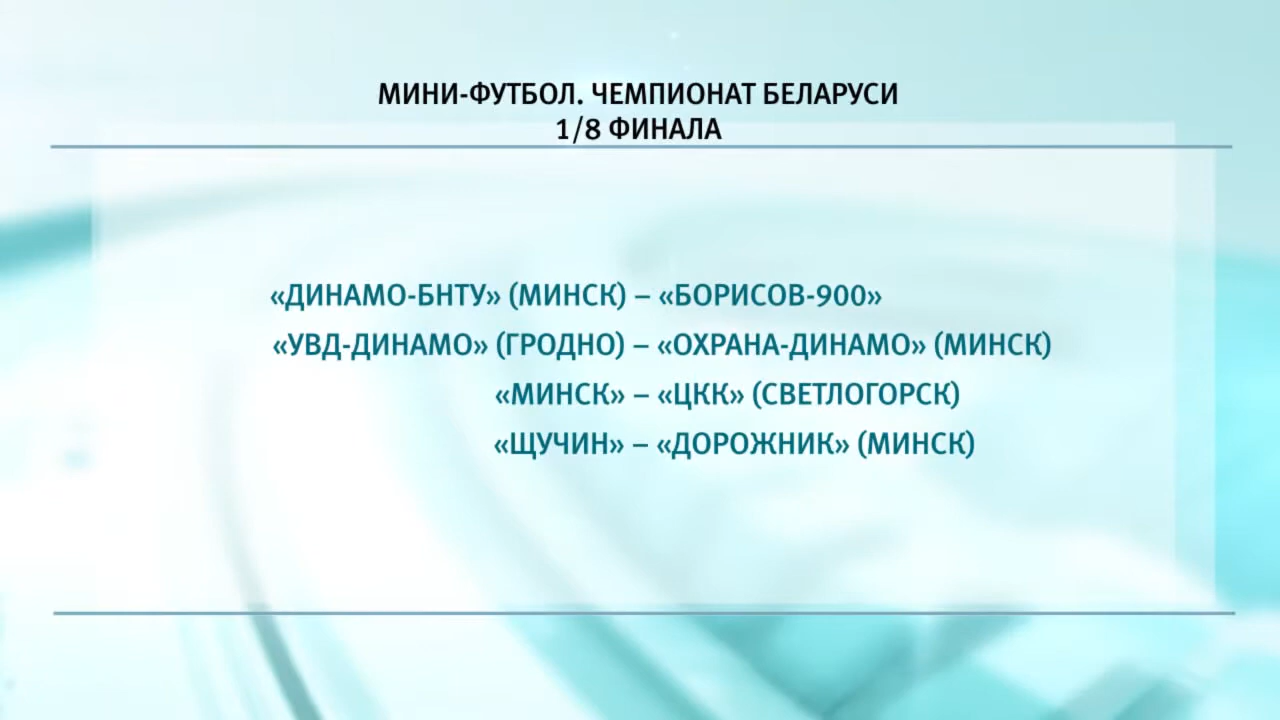 МИНИ-ФУТБОЛ. ЧЕМПИОНАТ БЕЛАРУСИ
1/8 ФИНАЛА
«ДИНАМО-БНТУ» (МИНСК) – «БОРИСОВ-900»
«УВД-ДИНАМО» (ГРОДНО) – «ОХРАНА-ДИНАМО» (МИНСК)
«МИНСК» – «ЦКК» (СВЕТЛОГОРСК)
«ЩУЧИН» – «ДОРОЖНИК» (МИНСК)